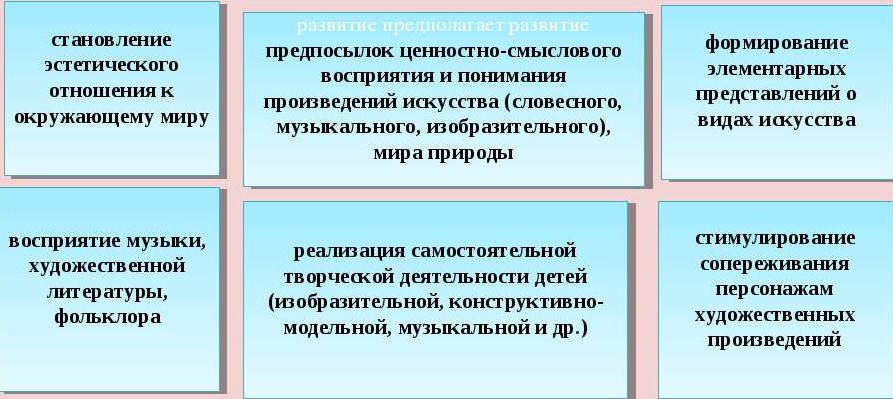 становление
эстетического
отношения к
окружающему миру
развитие предполагает развитие
предпосылок ценностно-смыслового
восприятия и понимания
произведений искусства (словесного,
музыкального, изобразительного),
мира природы
формирование
элементарных
представлений о
видах искусства
восприятие музыки,
художественной
литературы,
фольклора
реализация самостоятельной
творческой деятельности детей
(изобразительной, конструктивно-
модельной, музыкальной и др.)
стимулирование
сопереживания
персонажам
художественных
произведений